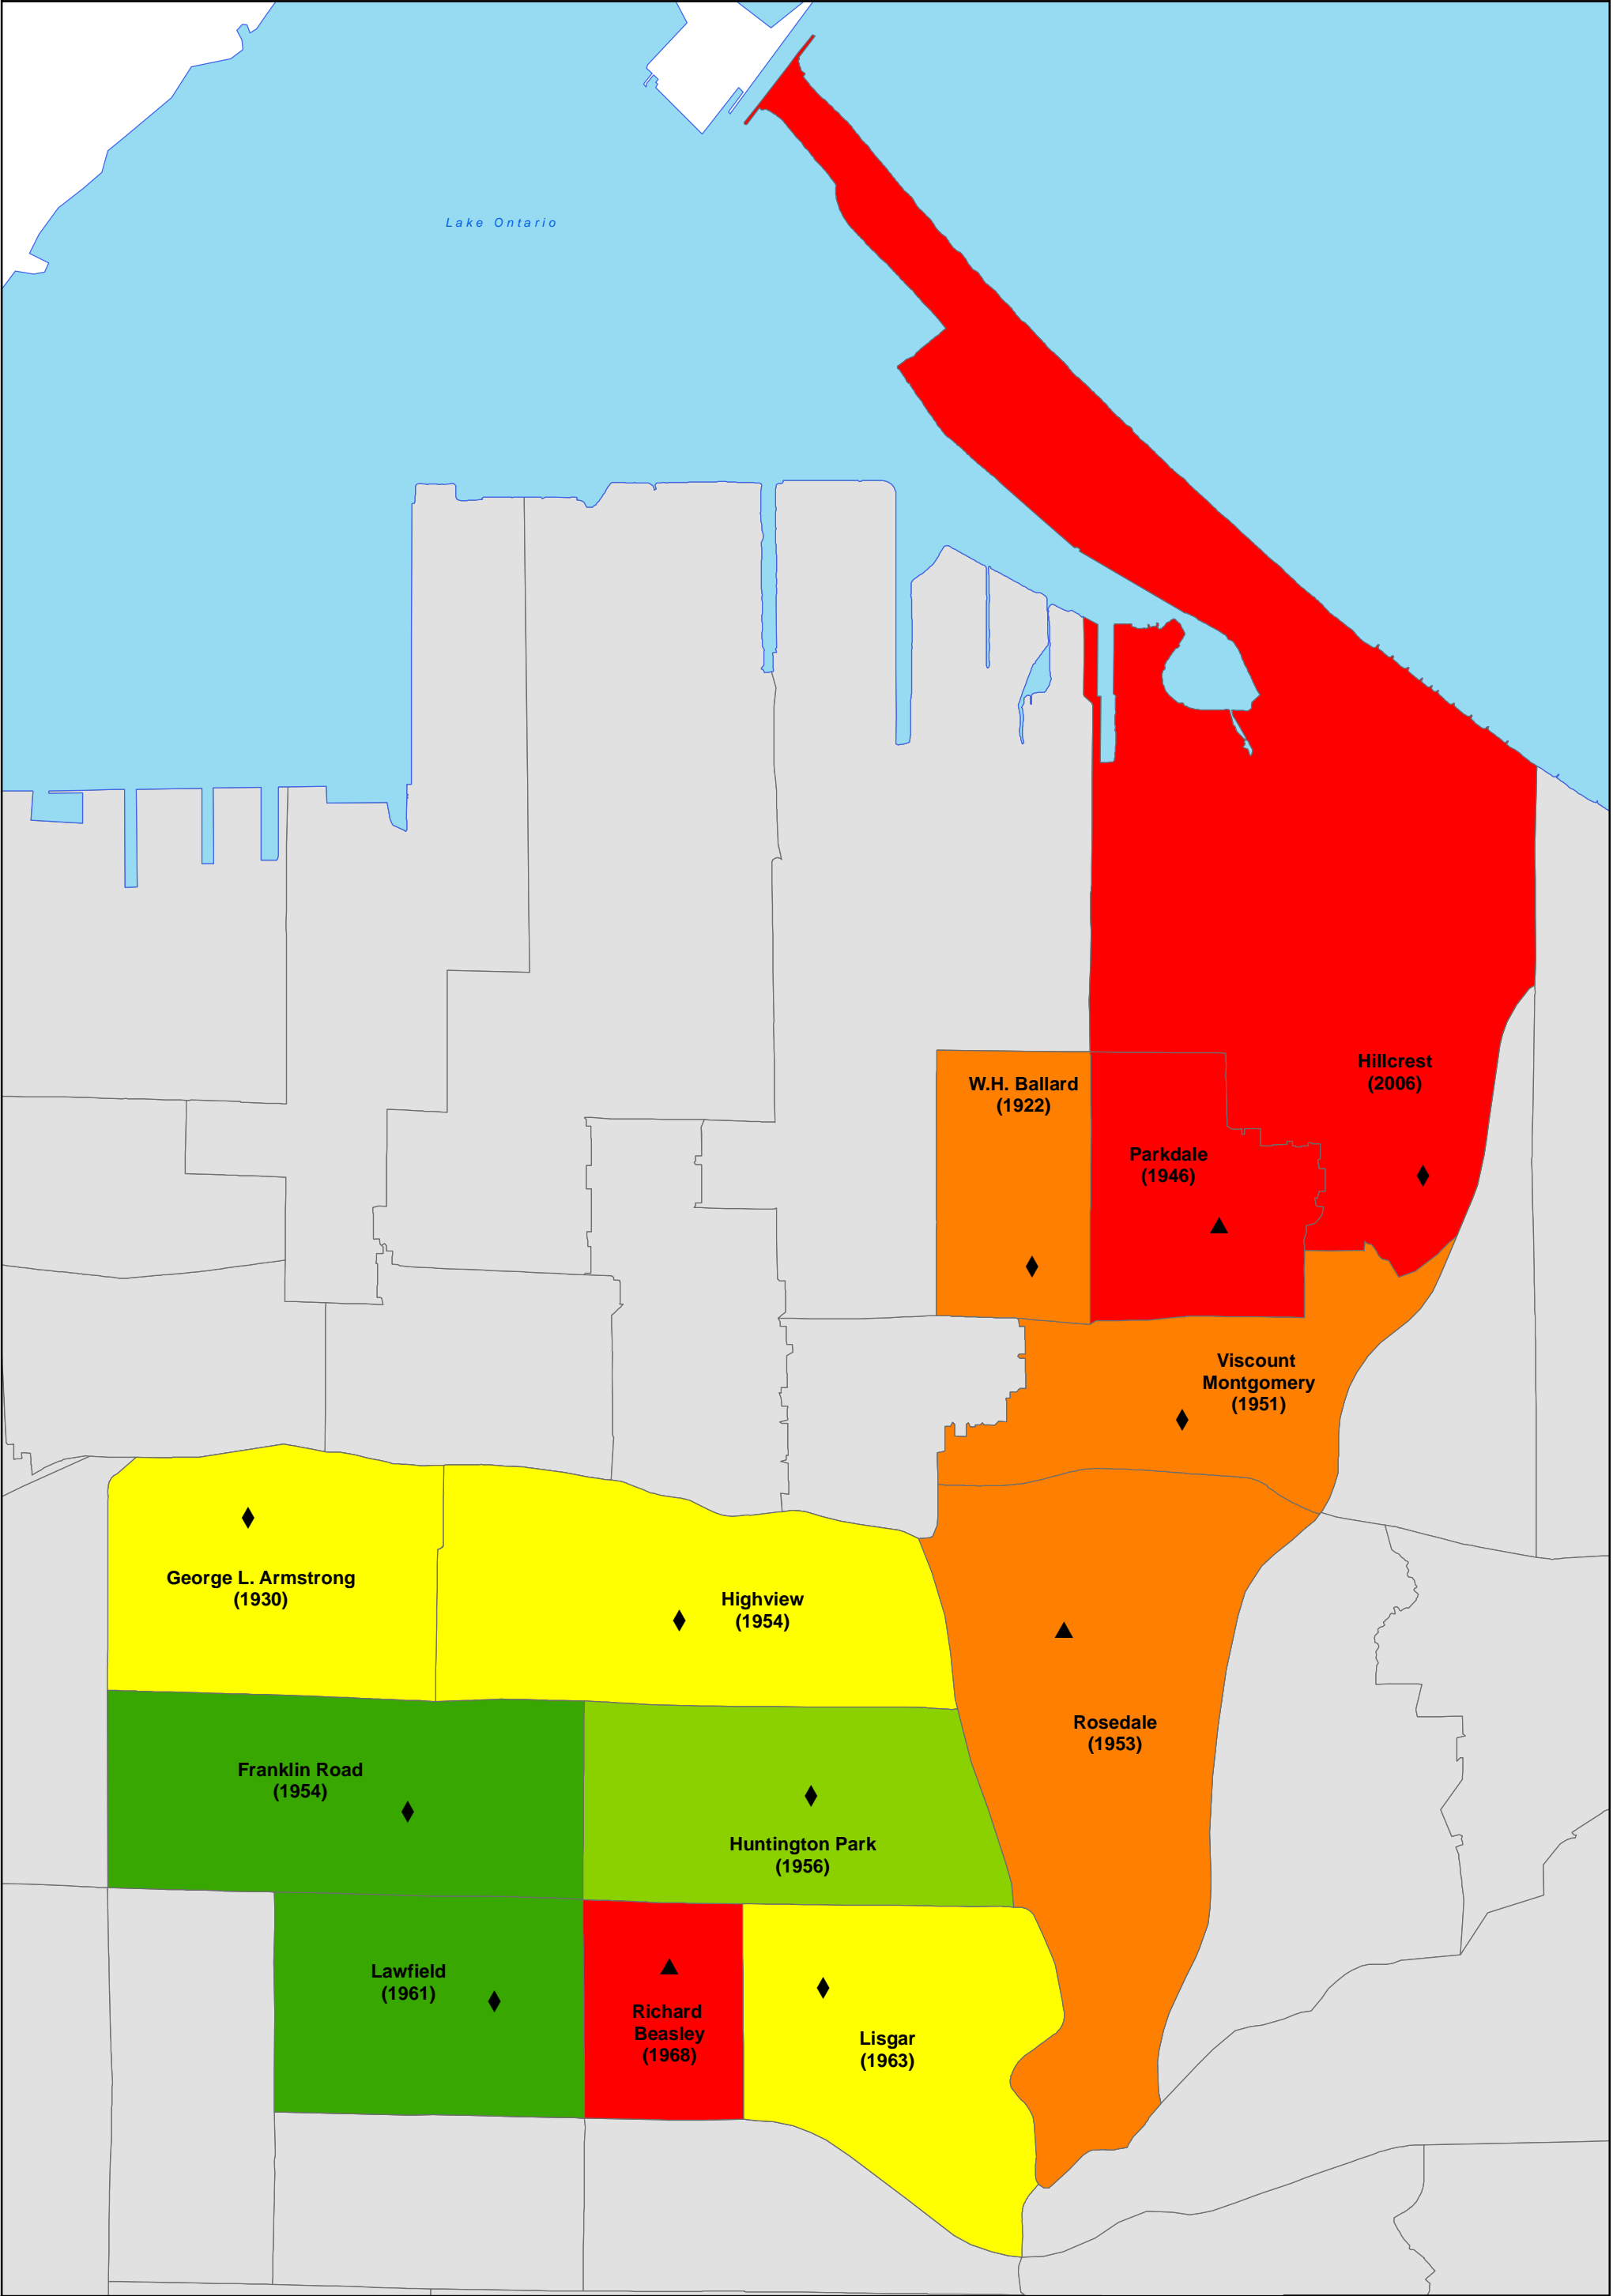 Lake Ontario
Hillcrest
(2006)
W.H. Ballard
(1922)
Parkdale
(1946)
Viscount
Montgomery
(1951)
George L. Armstrong
(1930)
Highview
(1954)
Rosedale
(1953)
Franklin Road
(1954)
Huntington Park
(1956)
Lawfield
(1961)
Richard
Beasley
(1968)
Lisgar
(1963)